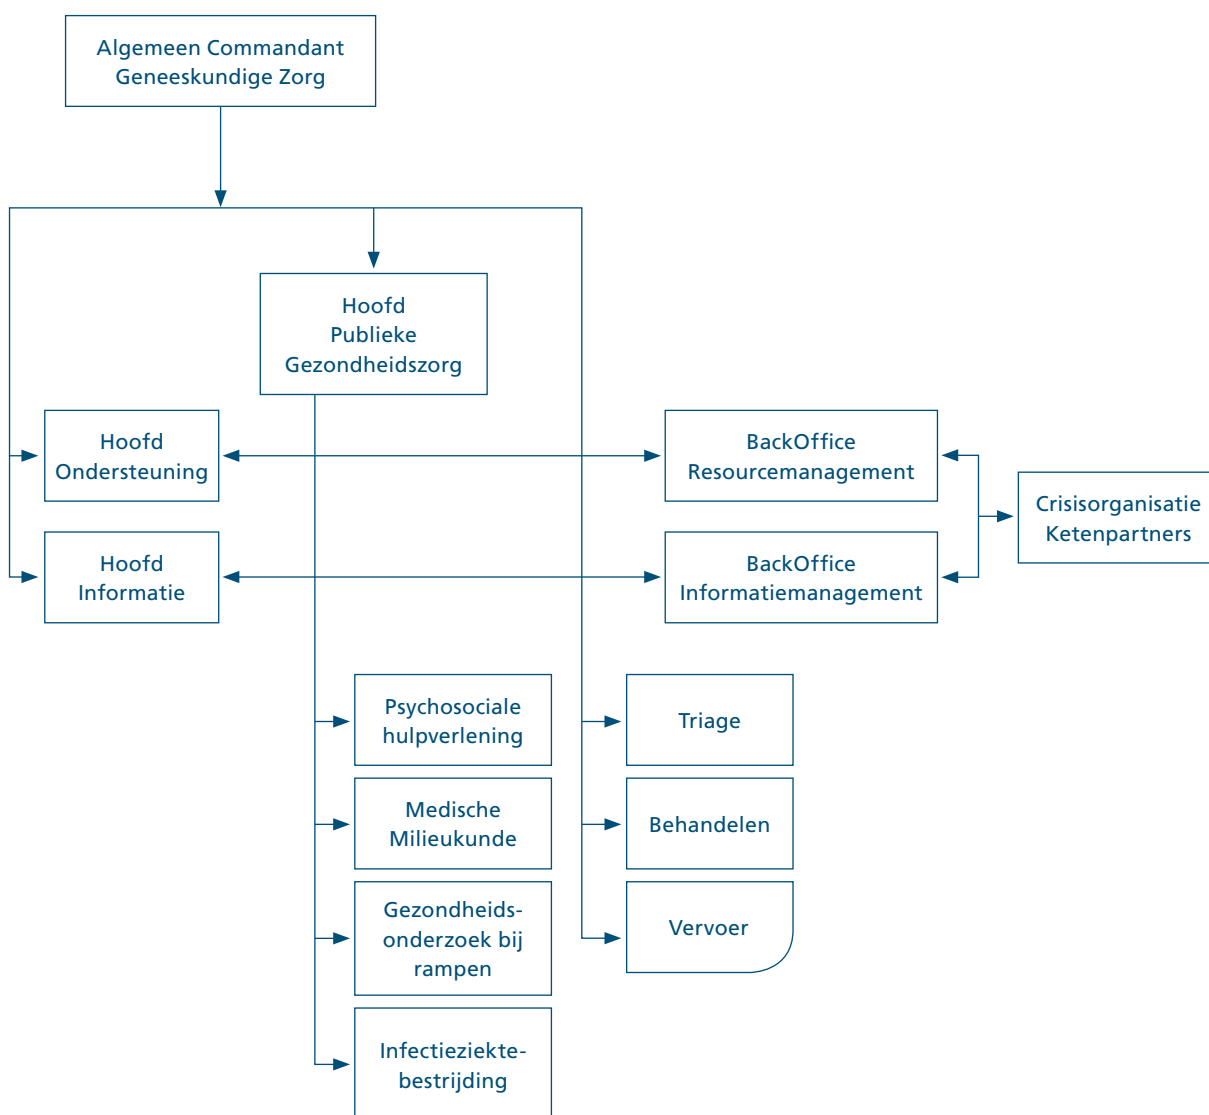 Algemeen Commandant
Geneeskundige Zorg
Hoofd
Publieke
Gezondheidszorg
Hoofd
Ondersteuning
BackOffice
Resourcemanagement
Crisisorganisatie
Ketenpartners
Hoofd
Informatie
BackOffice
Informatiemanagement
Psychosociale
hulpverlening
Triage
Medische
Milieukunde
Behandelen
Gezondheids-
onderzoek bij
rampen
Vervoer
Infectieziekte-
bestrijding